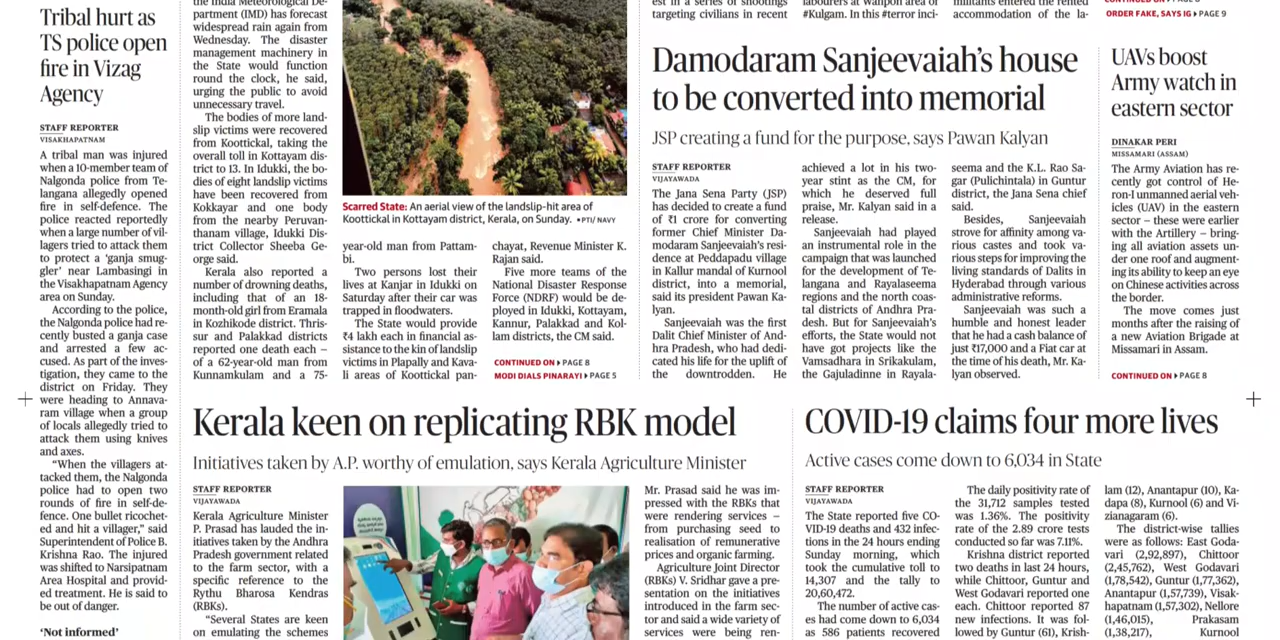 Tribal hurt as
TS police open
fire in Vizag
Agency
STAFF REPORTER
VISAKHAPATNAM
A tribal man was injured
when a 10-member team of
Nalgonda police from Te-
langana allegedly opened
fire in self-defence. The
police reacted reportedly
when a large number of vil-
lagers tried to attack them
to protect a ‘ganja smug-
gler’ near Lambasingi in
the Visakhapatnam Agency
area on Sunday.
According to the police,
the Nalgonda police had re-
cently busted a ganja case
and arrested a few ac-
cused. As part of the inves-
tigation, they came to the
district on Friday. They
were heading to Annava-
ram village when a group
of locals allegedly tried to
attack them using knives
and axes.
“When the villagers at-
tacked them, the Nalgonda
police had to open two
rounds of fire in self-de-
fence. One bullet ricochet-
ed and hit a villager,” said
Superintendent of Police B.
Krishna Rao. The injured
was shifted to Narsipatnam
Area Hospital and provid-
ed treatment. He is said to
be out of danger.
‘Not informed’
the India Meteorological De-
partment (IMD) has forecast
widespread rain again from
Wednesday. The disaster
management machinery in
the State would function
round the clock, he said,
urging the public to avoid
unnecessary travel.
The bodies of more land-
slip victims were recovered
from Koottickal, taking the
overall toll in Kottayam dis-
trict to 13. In Idukki, the bo-
dies of eight landslip victims
have been recovered from
Kokkayar and one body
from the nearby Peruvan-
thanam village, Idukki Dis-
trict Collector Sheeba Ge-
orge said.
Kerala also reported a
number of drowning deaths,
including that of an 18-
month-old girl from Eramala
in Kozhikode district. Thris-
sur and Palakkad districts
reported one death each –
of a 62-year-old man from
Kunnamkulam and a 75-
Scarred State: An aerial view of the landslip-hit area of
Koottickal in Kottayam district, Kerala, on Sunday. • PTI/ NAVY
year-old man from Pattam-
bi.
Two persons lost their
lives at Kanjar in Idukki on
Saturday after their car was
trapped in floodwaters.
The State would provide
₹4 lakh each in financial as-
sistance to the kin of landslip
victims in Plapally and Kava-
li areas of Koottickal pan-
chayat, Revenue Minister K.
Rajan said.
Five more teams of the
National Disaster Response
Force (NDRF) would be de-
ployed in Idukki, Kottayam,
Kannur, Palakkad and Kol-
lam districts, the CM said.
CONTINUED ON ▸ PAGE 8
MODI DIALS PINARAYI ▸ PAGE 5
est in a series of shootings
targeting civilians in recent
labourers at Wanpoh area of
#Kulgam. In this #terror inci-
militants entered the rented
accommodation of the la-
CONTINUED ON ▸ PAGE 8
ORDER FAKE, SAYS IG ▸ PAGE 9
Damodaram Sanjeevaiah’s house
to be converted into memorial
JSP creating a fund for the purpose, says Pawan Kalyan
STAFF REPORTER
VIJAYAWADA
The Jana Sena Party (JSP)
has decided to create a fund
of ₹1 crore for converting
former Chief Minister Da-
modaram Sanjeevaiah’s resi-
dence at Peddapadu village
in Kallur mandal of Kurnool
district, into a memorial,
said its president Pawan Ka-
lyan.
Sanjeevaiah was the first
Dalit Chief Minister of And-
hra Pradesh, who had dedi-
cated his life for the uplift of
the downtrodden. He
achieved a lot in his two-
year stint as the CM, for
which he deserved full
praise, Mr. Kalyan said in a
release.
Sanjeevaiah had played
an instrumental role in the
campaign that was launched
for the development of Te-
langana and Rayalaseema
regions and the north coas-
tal districts of Andhra Pra-
desh. But for Sanjeevaiah’s
efforts, the State would not
have got projects like the
Vamsadhara in Srikakulam,
the Gajuladinne in Rayala-
seema and the K.L. Rao Sa-
gar (Pulichintala) in Guntur
district, the Jana Sena chief
said.
Besides, Sanjeevaiah
strove for affinity among va-
rious castes and took va-
rious steps for improving the
living standards of Dalits in
Hyderabad through various
administrative reforms.
Sanjeevaiah was such a
humble and honest leader
that he had a cash balance of
just ₹17,000 and a Fiat car at
the time of his death, Mr. Ka-
lyan observed.
UAVs boost
Army watch in
eastern sector
DINAKAR PERI
MISSAMARI (ASSAM)
The Army Aviation has re-
cently got control of He-
ron-I unmanned aerial veh-
icles (UAV) in the eastern
sector – these were earlier
with the Artillery – bring-
ing all aviation assets un-
der one roof and augment-
ing its ability to keep an eye
on Chinese activities across
the border.
The move comes just
months after the raising of
a new Aviation Brigade at
Missamari in Assam.
CONTINUED ON ▸ PAGE 8
Kerala keen on replicating RBK model
Initiatives taken by A.P. worthy of emulation, says Kerala Agriculture Minister
STAFF REPORTER
VIJAYAWADA
Kerala Agriculture Minister
P. Prasad has lauded the in-
itiatives taken by the Andhra
Pradesh government related
to the farm sector, with a
specific reference to the
Rythu Bharosa Kendras
(RBKs).
“Several States are keen
on emulating the schemes
Mr. Prasad said he was im-
pressed with the RBKs that
were rendering services –
from purchasing seed to
realisation of remunerative
prices and organic farming.
Agriculture Joint Director
(RBKs) V. Sridhar gave a pre-
sentation on the initiatives
introduced in the farm sec-
tor and said a wide variety of
services were being ren-
COVID-19 claims four more lives
Active cases come down to 6,034 in State
STAFF REPORTER
VIJAYAWADA
The State reported five CO-
VID-19 deaths and 432 infec-
tions in the 24 hours ending
Sunday morning, which
took the cumulative toll to
14,307 and the tally to
20,60,472.
The number of active cas-
es had come down to 6,034
as 586 patients recovered
The daily positivity rate of
the 31,712 samples tested
was 1.36%. The positivity
rate of the 2.89 crore tests
conducted so far was 7.11%.
Krishna district reported
two deaths in last 24 hours,
while Chittoor, Guntur and
West Godavari reported one
each. Chittoor reported 87
new infections. It was fol-
lowed by Guntur (61), Krish-
lam (12), Anantapur (10), Ka-
dapa (8), Kurnool (6) and Vi-
zianagaram (6).
The district-wise tallies
were as follows: East Goda-
vari (2,92,897), Chittoor
(2,45,762), West Godavari
(1,78,542), Guntur (1,77,362),
Anantapur (1,57,739), Visak-
hapatnam (1,57,302), Nellore
(1,46,015), Prakasam
(1,38,217), Kurnool